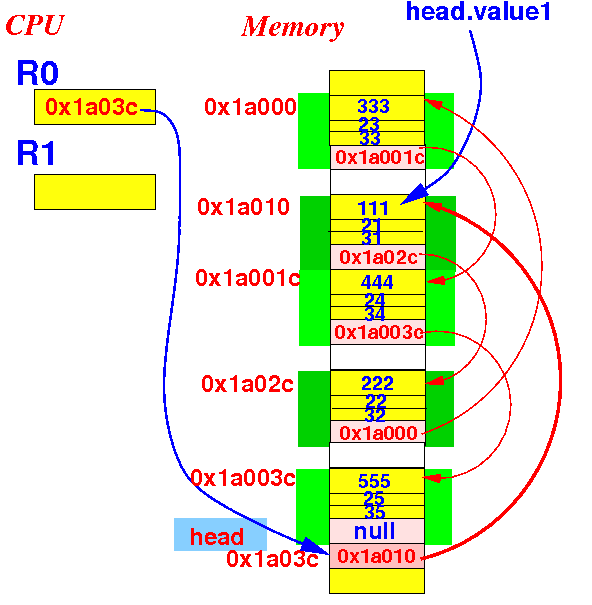 CPU
Memory
head.value1
R0
0x1a03c
R1
0x1a000
333
23
33
0x1a001c
0x1a010
111
21
31
0x1a02c
0x1a001c
444
24
34
0x1a003c
0x1a02c
222
22
32
0x1a000
0x1a003c
555
25
35
null
head
0x1a03c
0x1a010